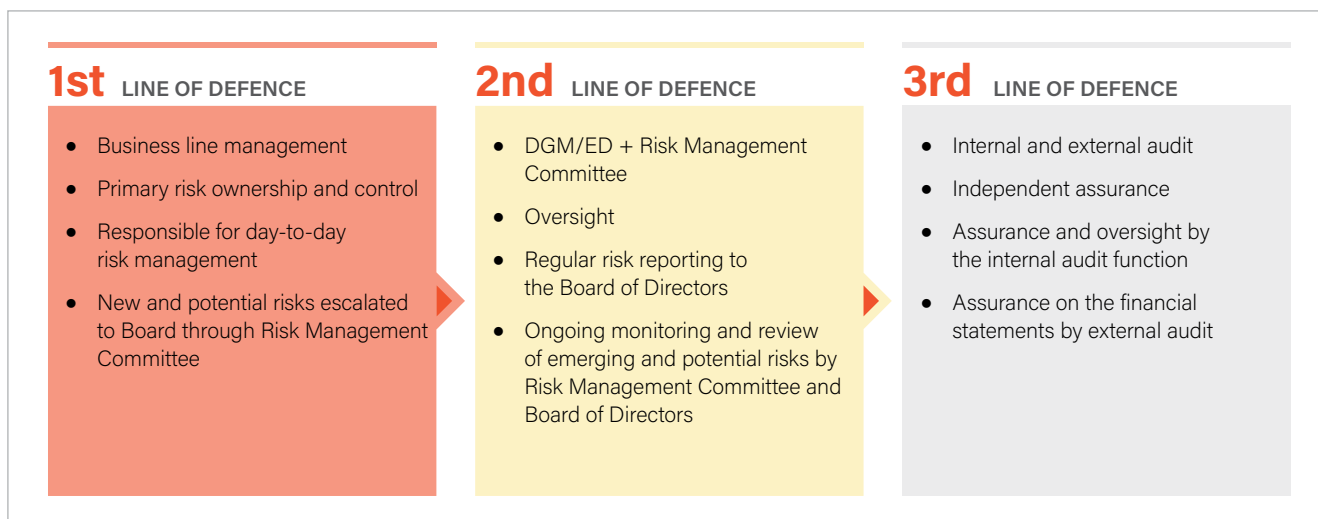 1st LINE OF DEFENCE
● Business line management
● Primary risk ownership and control
● Responsible for day-to-day
risk management
● New and potential risks escalated
to Board through Risk Management
Committee
2nd LINE OF DEFENCE
● DGM/ED + Risk Management
Committee
● Oversight
● Regular risk reporting to
the Board of Directors
● Ongoing monitoring and review
of emerging and potential risks by
Risk Management Committee and
Board of Directors
3rd LINE OF DEFENCE
● Internal and external audit
● Independent assurance
● Assurance and oversight by
the internal audit function
● Assurance on the financial
statements by external audit